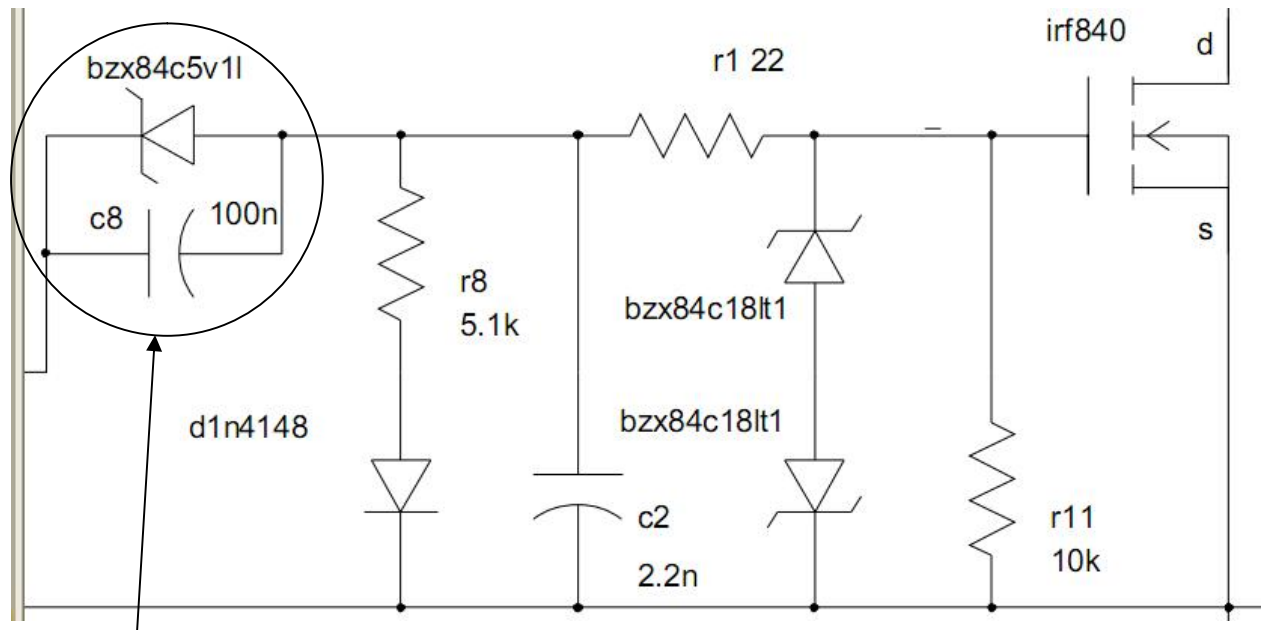 irf840
d
r1 22
bzx84c5v1l
c8
100n
s
r8
5.1k
bzx84c18lt1
bzx84c18lt1
d1n4148
c2
2.2n
r11
10k